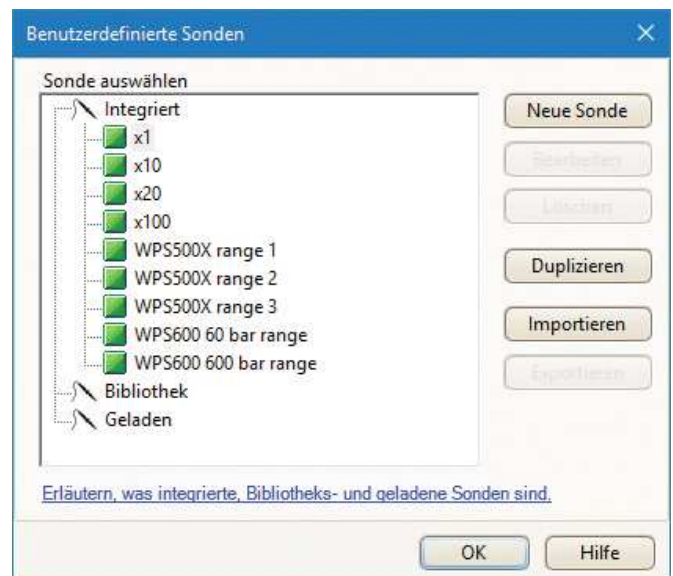 Benutzerdefinierte Sonden
Sonde auswählen
Integriert
x1
x10
x20
x100
WPS500X range 1
WPS500X range 2
WPS500X range 3
WPS600 60 bar range
WPS600 600 bar range
Bibliothek
Geladen
Neue Sonde
Bearbeiten
Löschen
Duplizieren
Importieren
Exportieren
Erläutern, was integrierte, Bibliotheks- und geladene Sonden sind.
OK
Hilfe